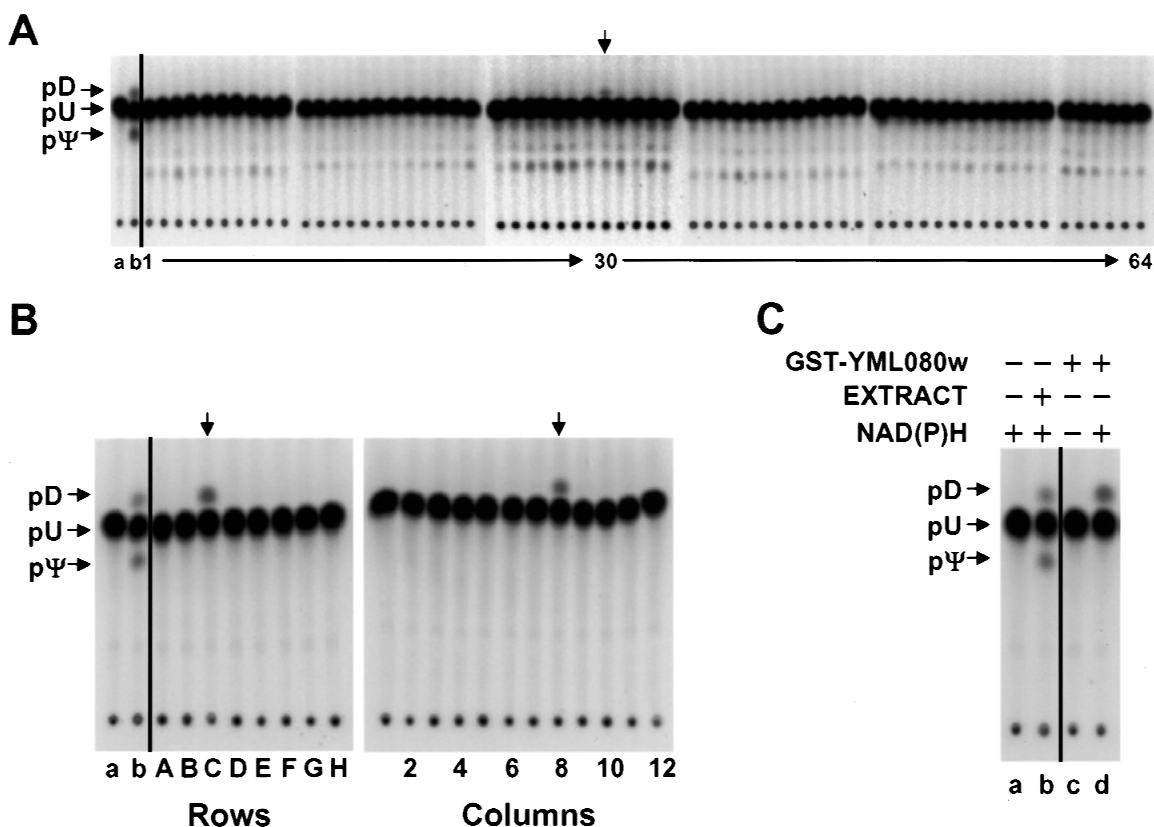 A
pD
pU
pΨ
a b1 30 64
B
pD
pU
pΨ
a b A B C D E F G H
Rows
2 4 6 8 10 12
Columns
C
GST-YML080w − − + +
EXTRACT − + − −
NAD(P)H + + − +
pD
pU
pΨ
a b c d